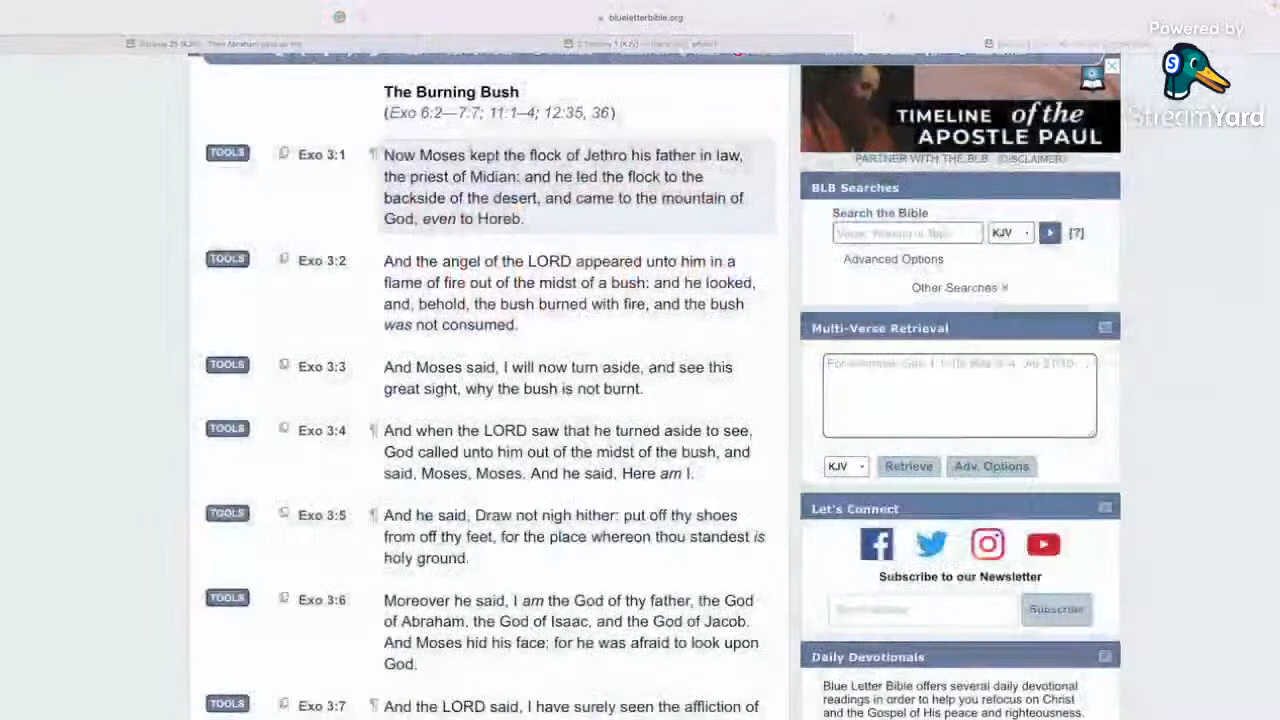 blueletterbible.org
Powered by
StreamYard
The Burning Bush
(Exo 6:2—7:7; 11:1–4; 12:35, 36)
TOOLS Exo 3:1 ¶ Now Moses kept the flock of Jethro his father in law,
the priest of Midian: and he led the flock to the
backside of the desert, and came to the mountain of
God, even to Horeb.
TOOLS Exo 3:2 And the angel of the LORD appeared unto him in a
flame of fire out of the midst of a bush: and he looked,
and, behold, the bush burned with fire, and the bush
was not consumed.
TOOLS Exo 3:3 And Moses said, I will now turn aside, and see this
great sight, why the bush is not burnt.
TOOLS Exo 3:4 ¶ And when the LORD saw that he turned aside to see,
God called unto him out of the midst of the bush, and
said, Moses, Moses. And he said, Here am I.
TOOLS Exo 3:5 ¶ And he said, Draw not nigh hither: put off thy shoes
from off thy feet, for the place whereon thou standest is
holy ground.
TOOLS Exo 3:6 Moreover he said, I am the God of thy father, the God
of Abraham, the God of Isaac, and the God of Jacob.
And Moses hid his face; for he was afraid to look upon
God.
TOOLS Exo 3:7 ¶ And the LORD said, I have surely seen the affliction of
TIMELINE of the
APOSTLE PAUL
PARTNER WITH THE BLB (DISCLAIMER)
BLB Searches
Search the Bible
KJV [?]
Advanced Options
Other Searches
Multi-Verse Retrieval
KJV Retrieve Adv. Options
Let's Connect
Subscribe to our Newsletter
Subscribe
Daily Devotionals
Blue Letter Bible offers several daily devotional
readings in order to help you refocus on Christ
and the Gospel of His peace and righteousness.